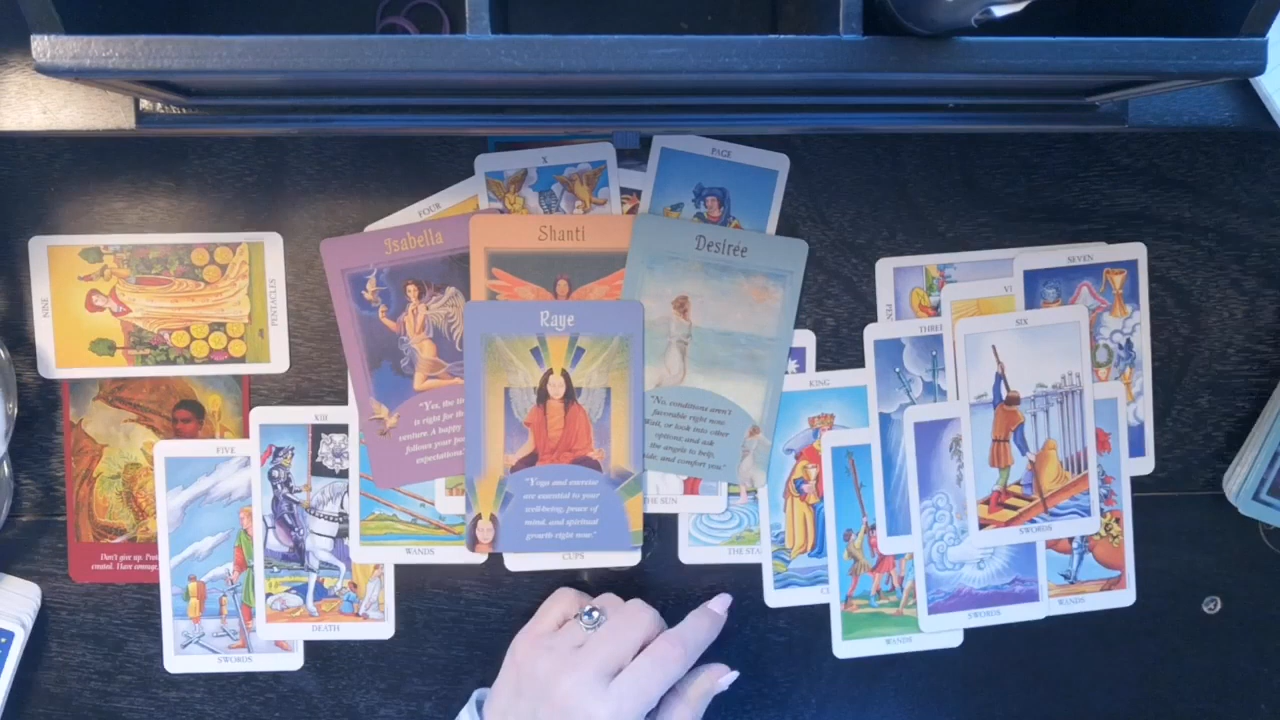 X
PAGE
FOUR
Isabella
Shanti
Desirée
NINE
PENTACLES
SEVEN
VI
SIX
THREE
PEN
Raye
"Yes, the ti
is right for th
venture. A happy
follows your pa
expectations."
"No, conditions aren't
favorable right now
Wait, or look into other
options, and ask
the angels to help,
guide, and comfort you."
"Yoga and exercise
are essential to your
well-being, peace of
mind, and spiritual
growth right now."
KING
XIII
FIVE
THE SUN
THE STA
WANDS
CUPS
SWORDS
Don't give up.
Have courage,
DEATH
SWORDS
C
WANDS
SWORDS
WANDS